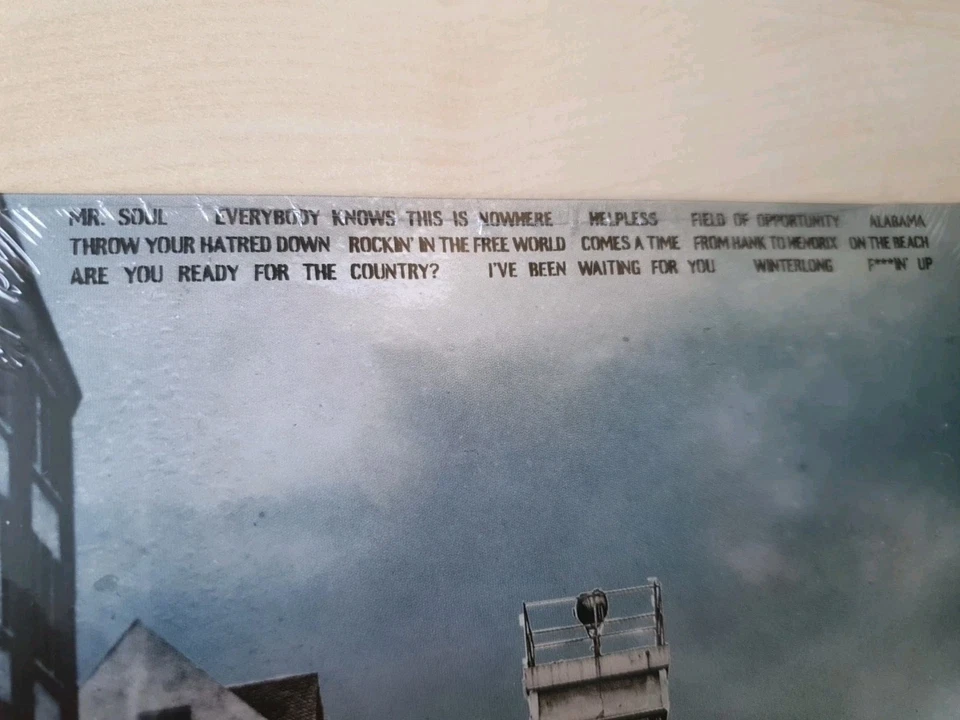 MR. SOUL EVERYBODY KNOWS THIS IS NOWHERE HELPLESS FIELD OF OPPORTUNITY ALABAMA
THROW YOUR HATRED DOWN ROCKIN' IN THE FREE WORLD COMES A TIME FROM HANK TO HENDRIX ON THE BEACH
ARE YOU READY FOR THE COUNTRY? I'VE BEEN WAITING FOR YOU WINTERLONG F***IN' UP